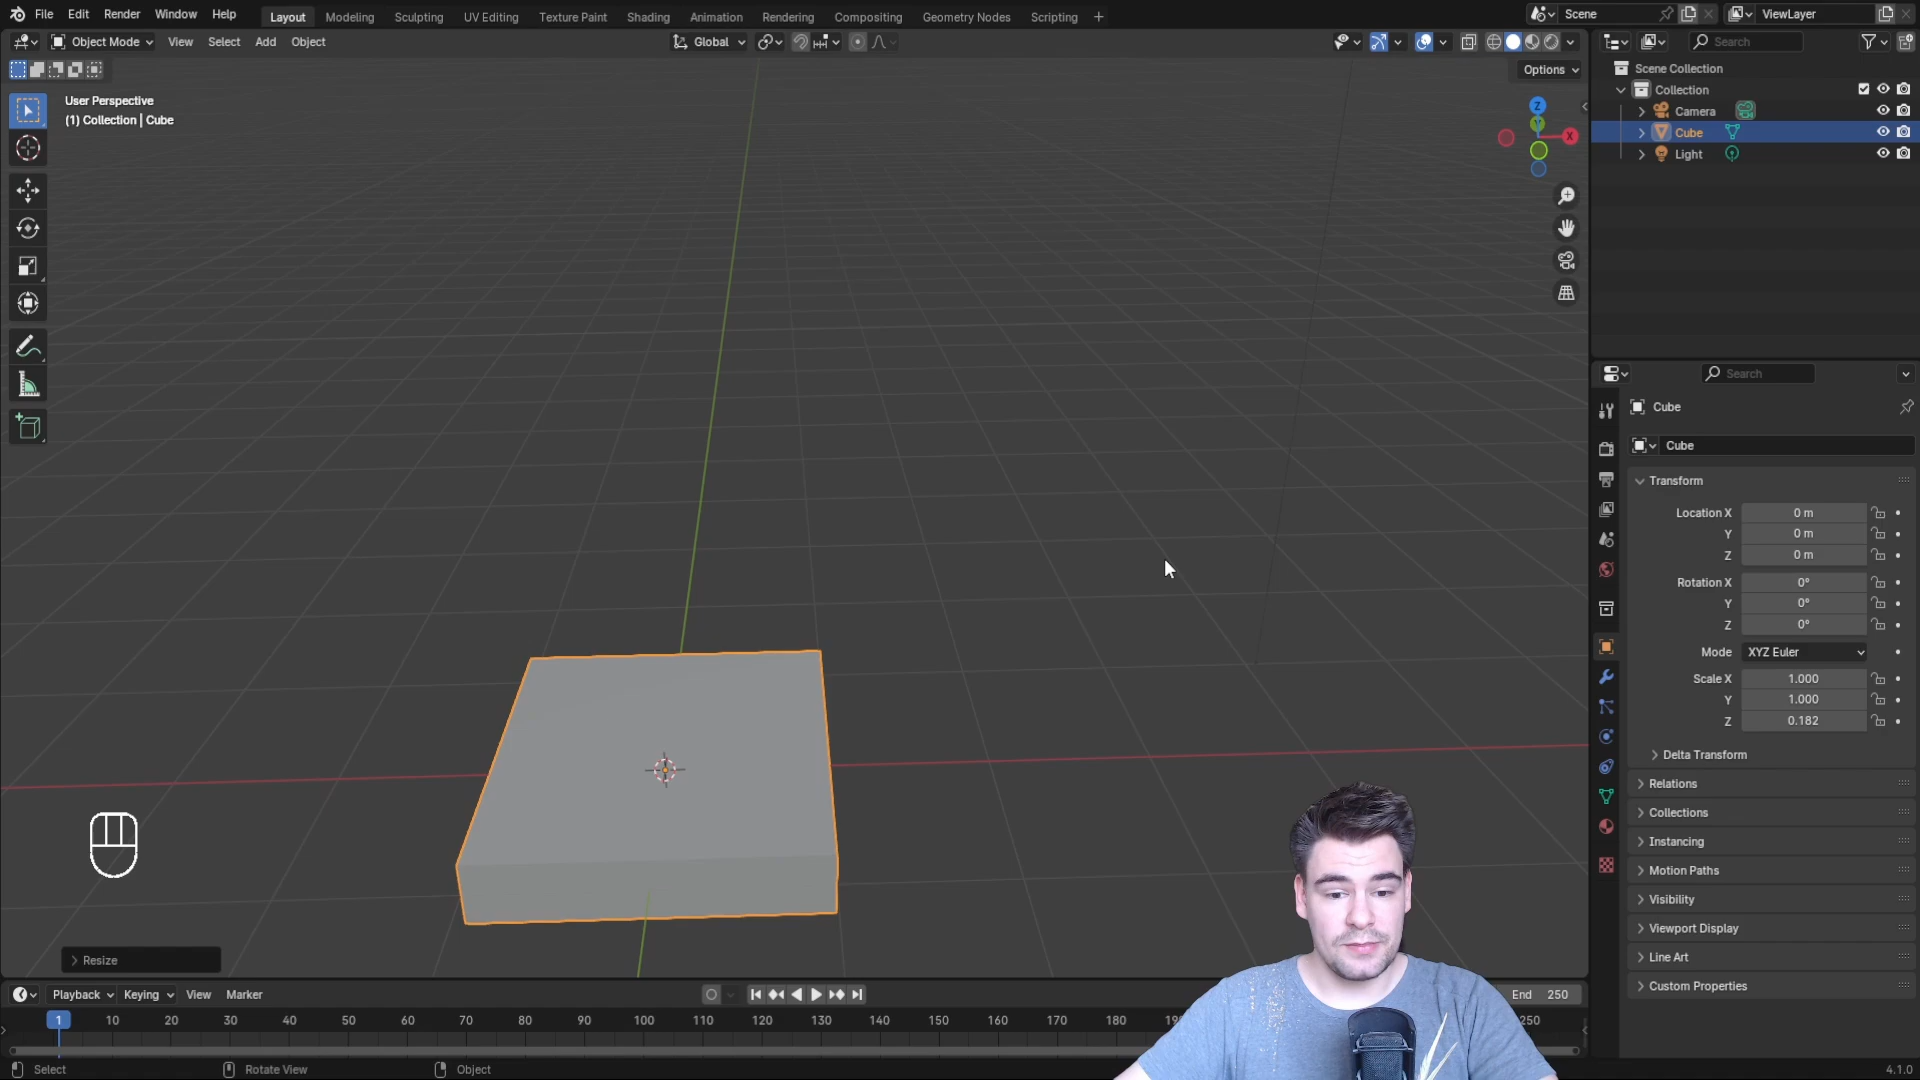 File Edit Render Window Help Layout Modeling Sculpting UV Editing Texture Paint Shading Animation Rendering Compositing Geometry Nodes Scripting + Scene ViewLayer
Object Mode View Select Add Object Global Search
Options
User Perspective
(1) Collection | Cube
Scene Collection
Collection
Camera
Cube
Light
Z
Y
X
Search
Cube
Cube
Transform
Location X 0 m
Y 0 m
Z 0 m
Rotation X 0°
Y 0°
Z 0°
Mode XYZ Euler
Scale X 1.000
Y 1.000
Z 0.182
Delta Transform
Relations
Collections
Instancing
Motion Paths
Visibility
Viewport Display
Line Art
Custom Properties
Resize
Playback Keying View Marker End 250
1 10 20 30 40 50 60 70 80 90 100 110 120 130 140 150 160 170 180 250
Select Rotate View Object 4.1.0